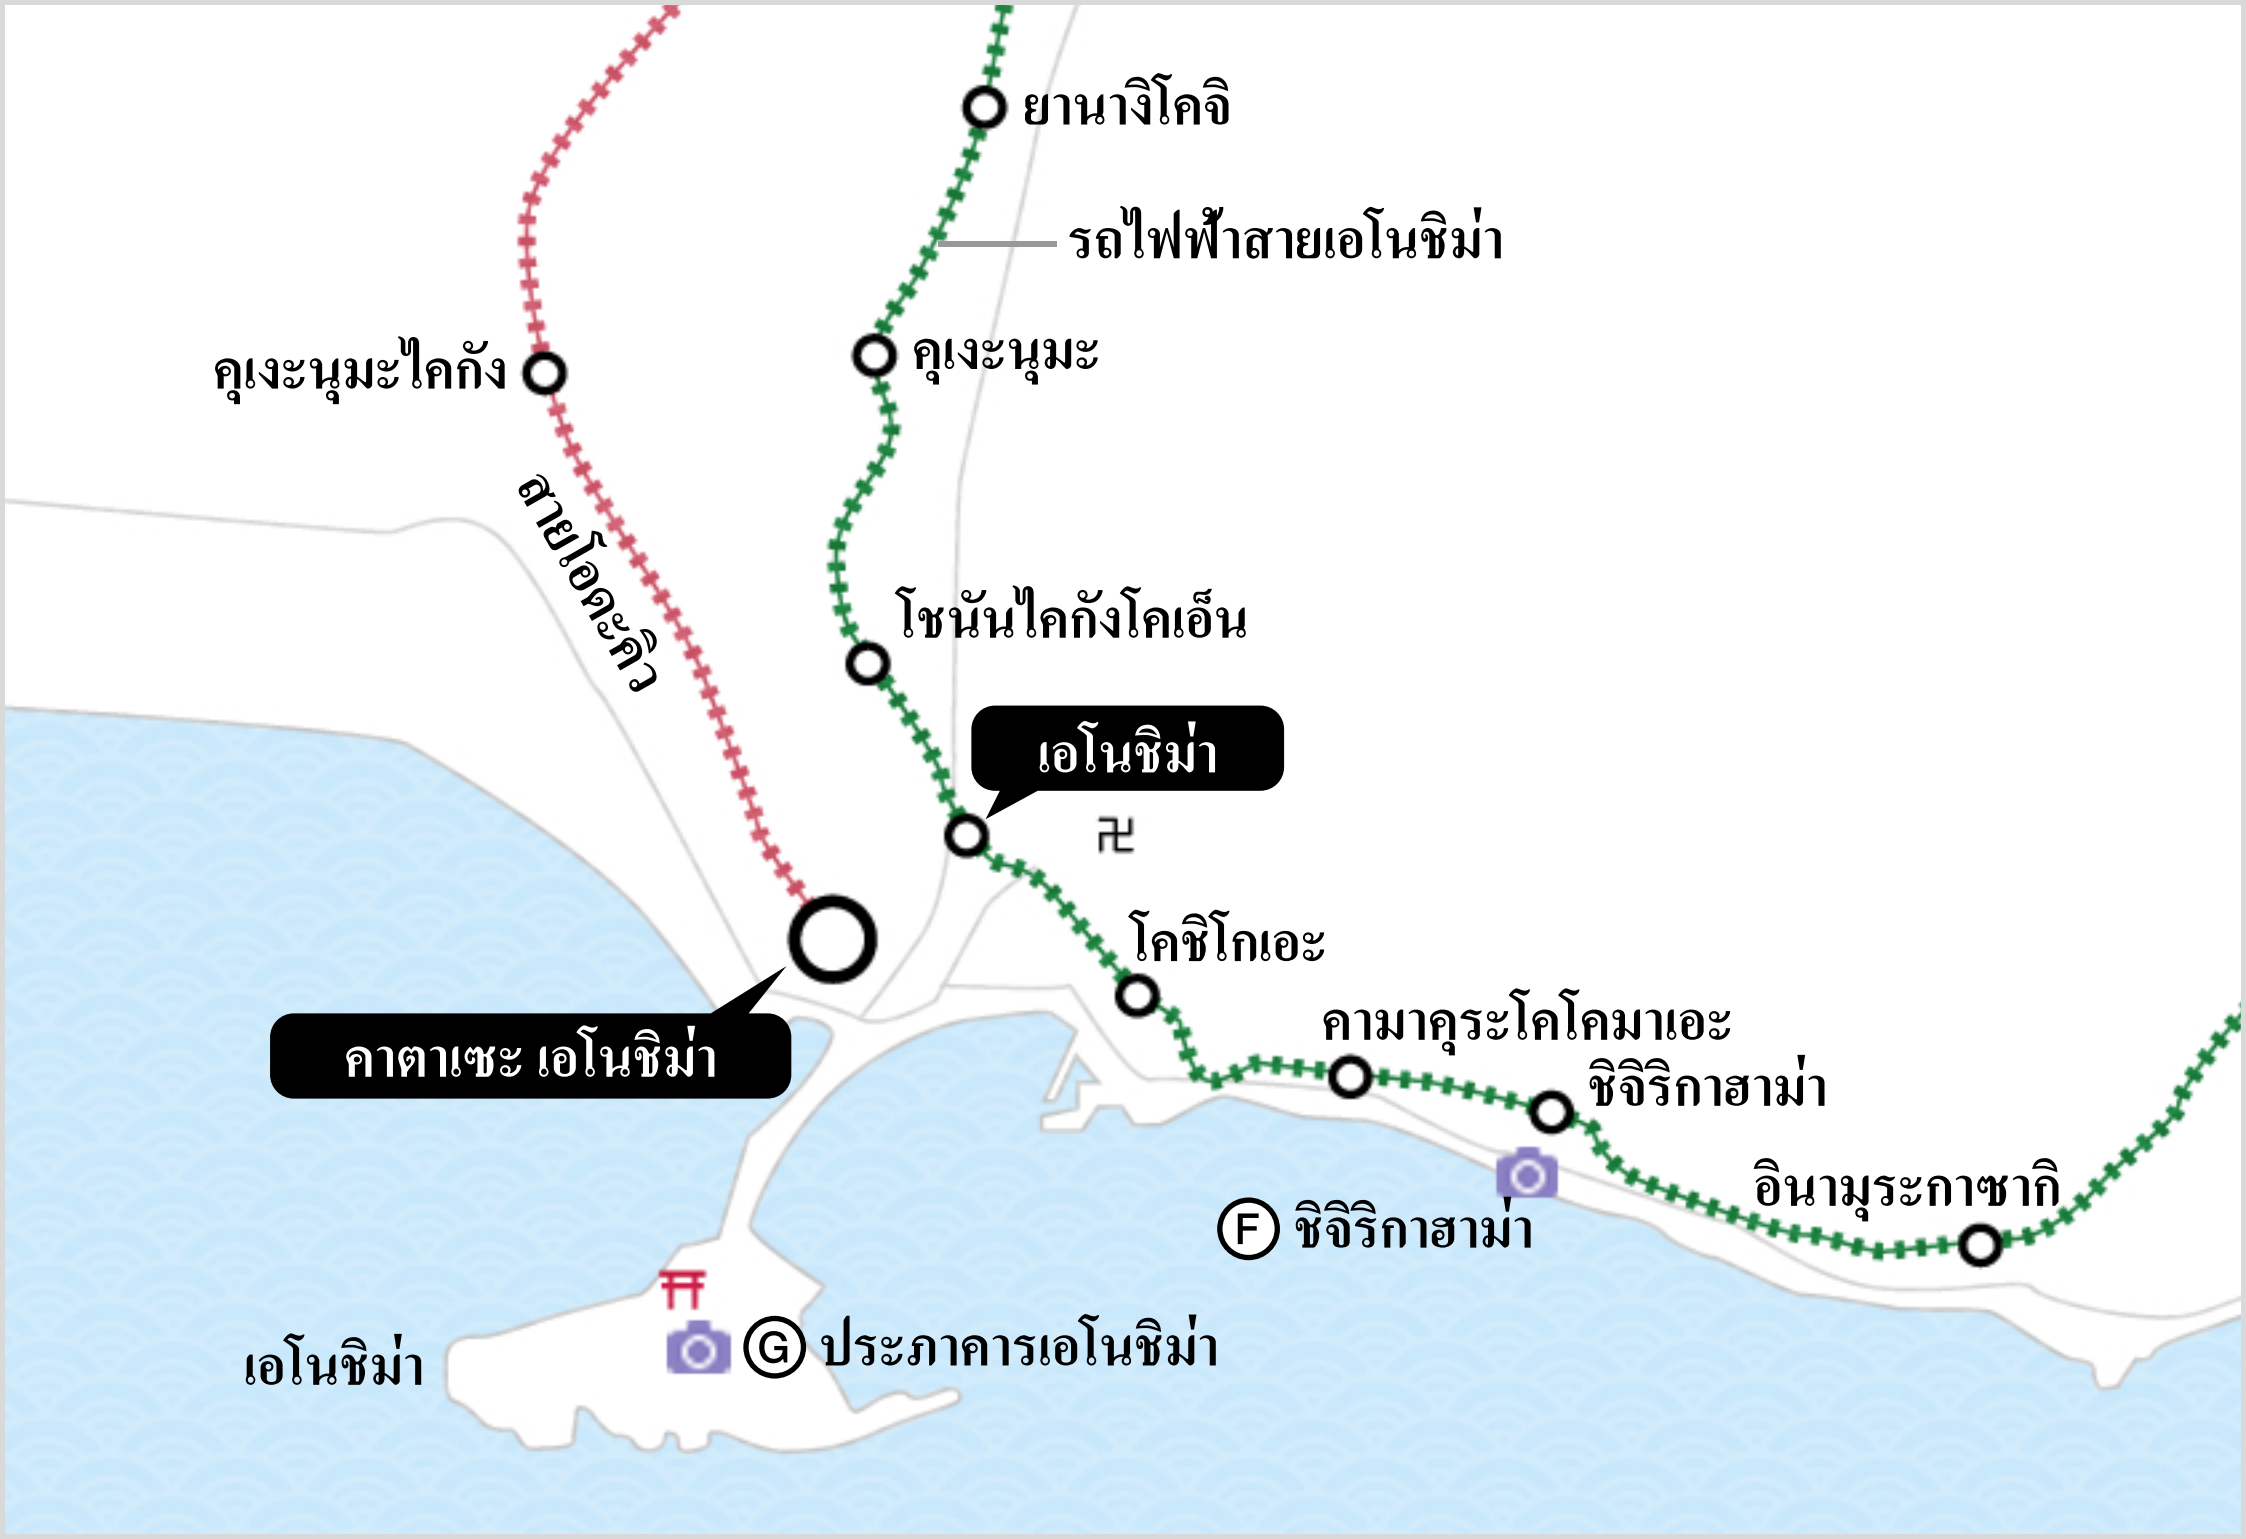 ยานางิโคจิ
รถไฟฟ้าสายเอโนชิม่า
คุเงะนุมะไคกัง
คุเงะนุมะ
สายโอดะคิว
โชนันไคกังโคเอ็น
เอโนชิม่า
卍
โคชิโกเอะ
คามาคุระโคโคมาเอะ
คาตาเซะ เอโนชิม่า
ชิจิริกาฮาม่า
อินามุระกาซากิ
F ชิจิริกาฮาม่า
G ประภาคารเอโนชิม่า
เอโนชิม่า